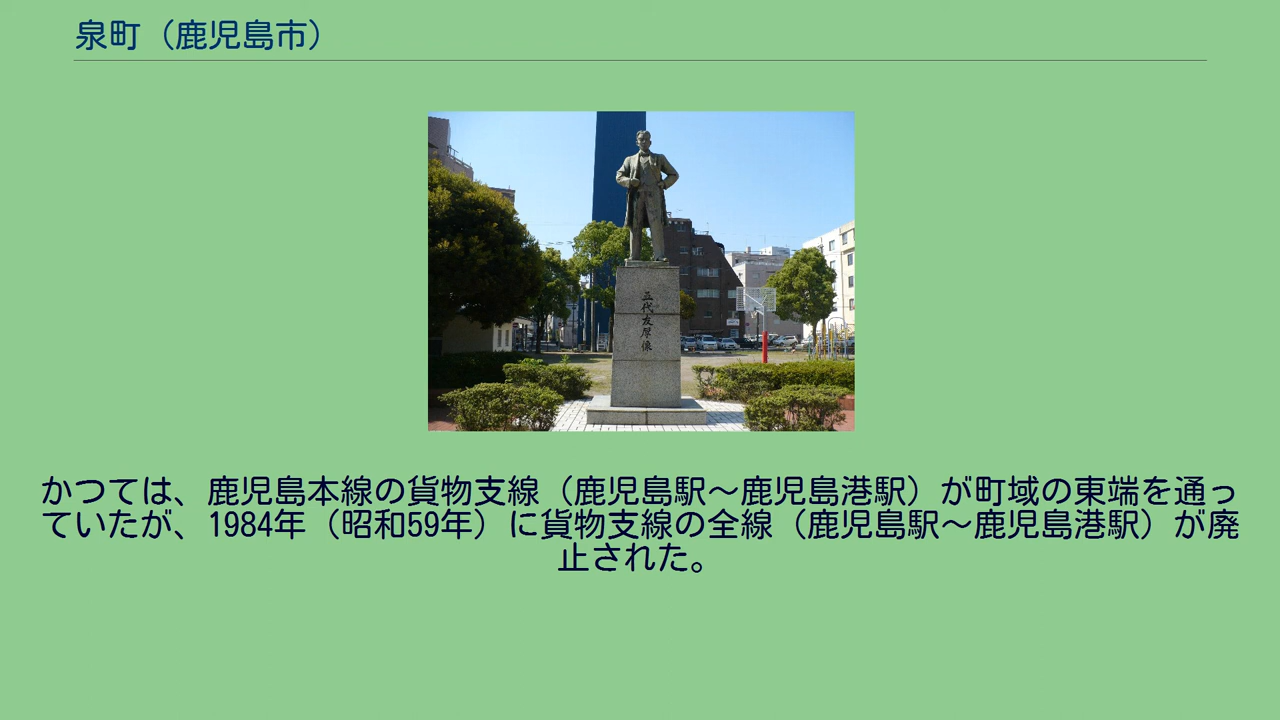 泉町（鹿児島市）
五代友厚像
かつては、鹿児島本線の貨物支線（鹿児島駅～鹿児島港駅）が町域の東端を通っ
ていたが、1984年（昭和59年）に貨物支線の全線（鹿児島駅～鹿児島港駅）が廃
止された。